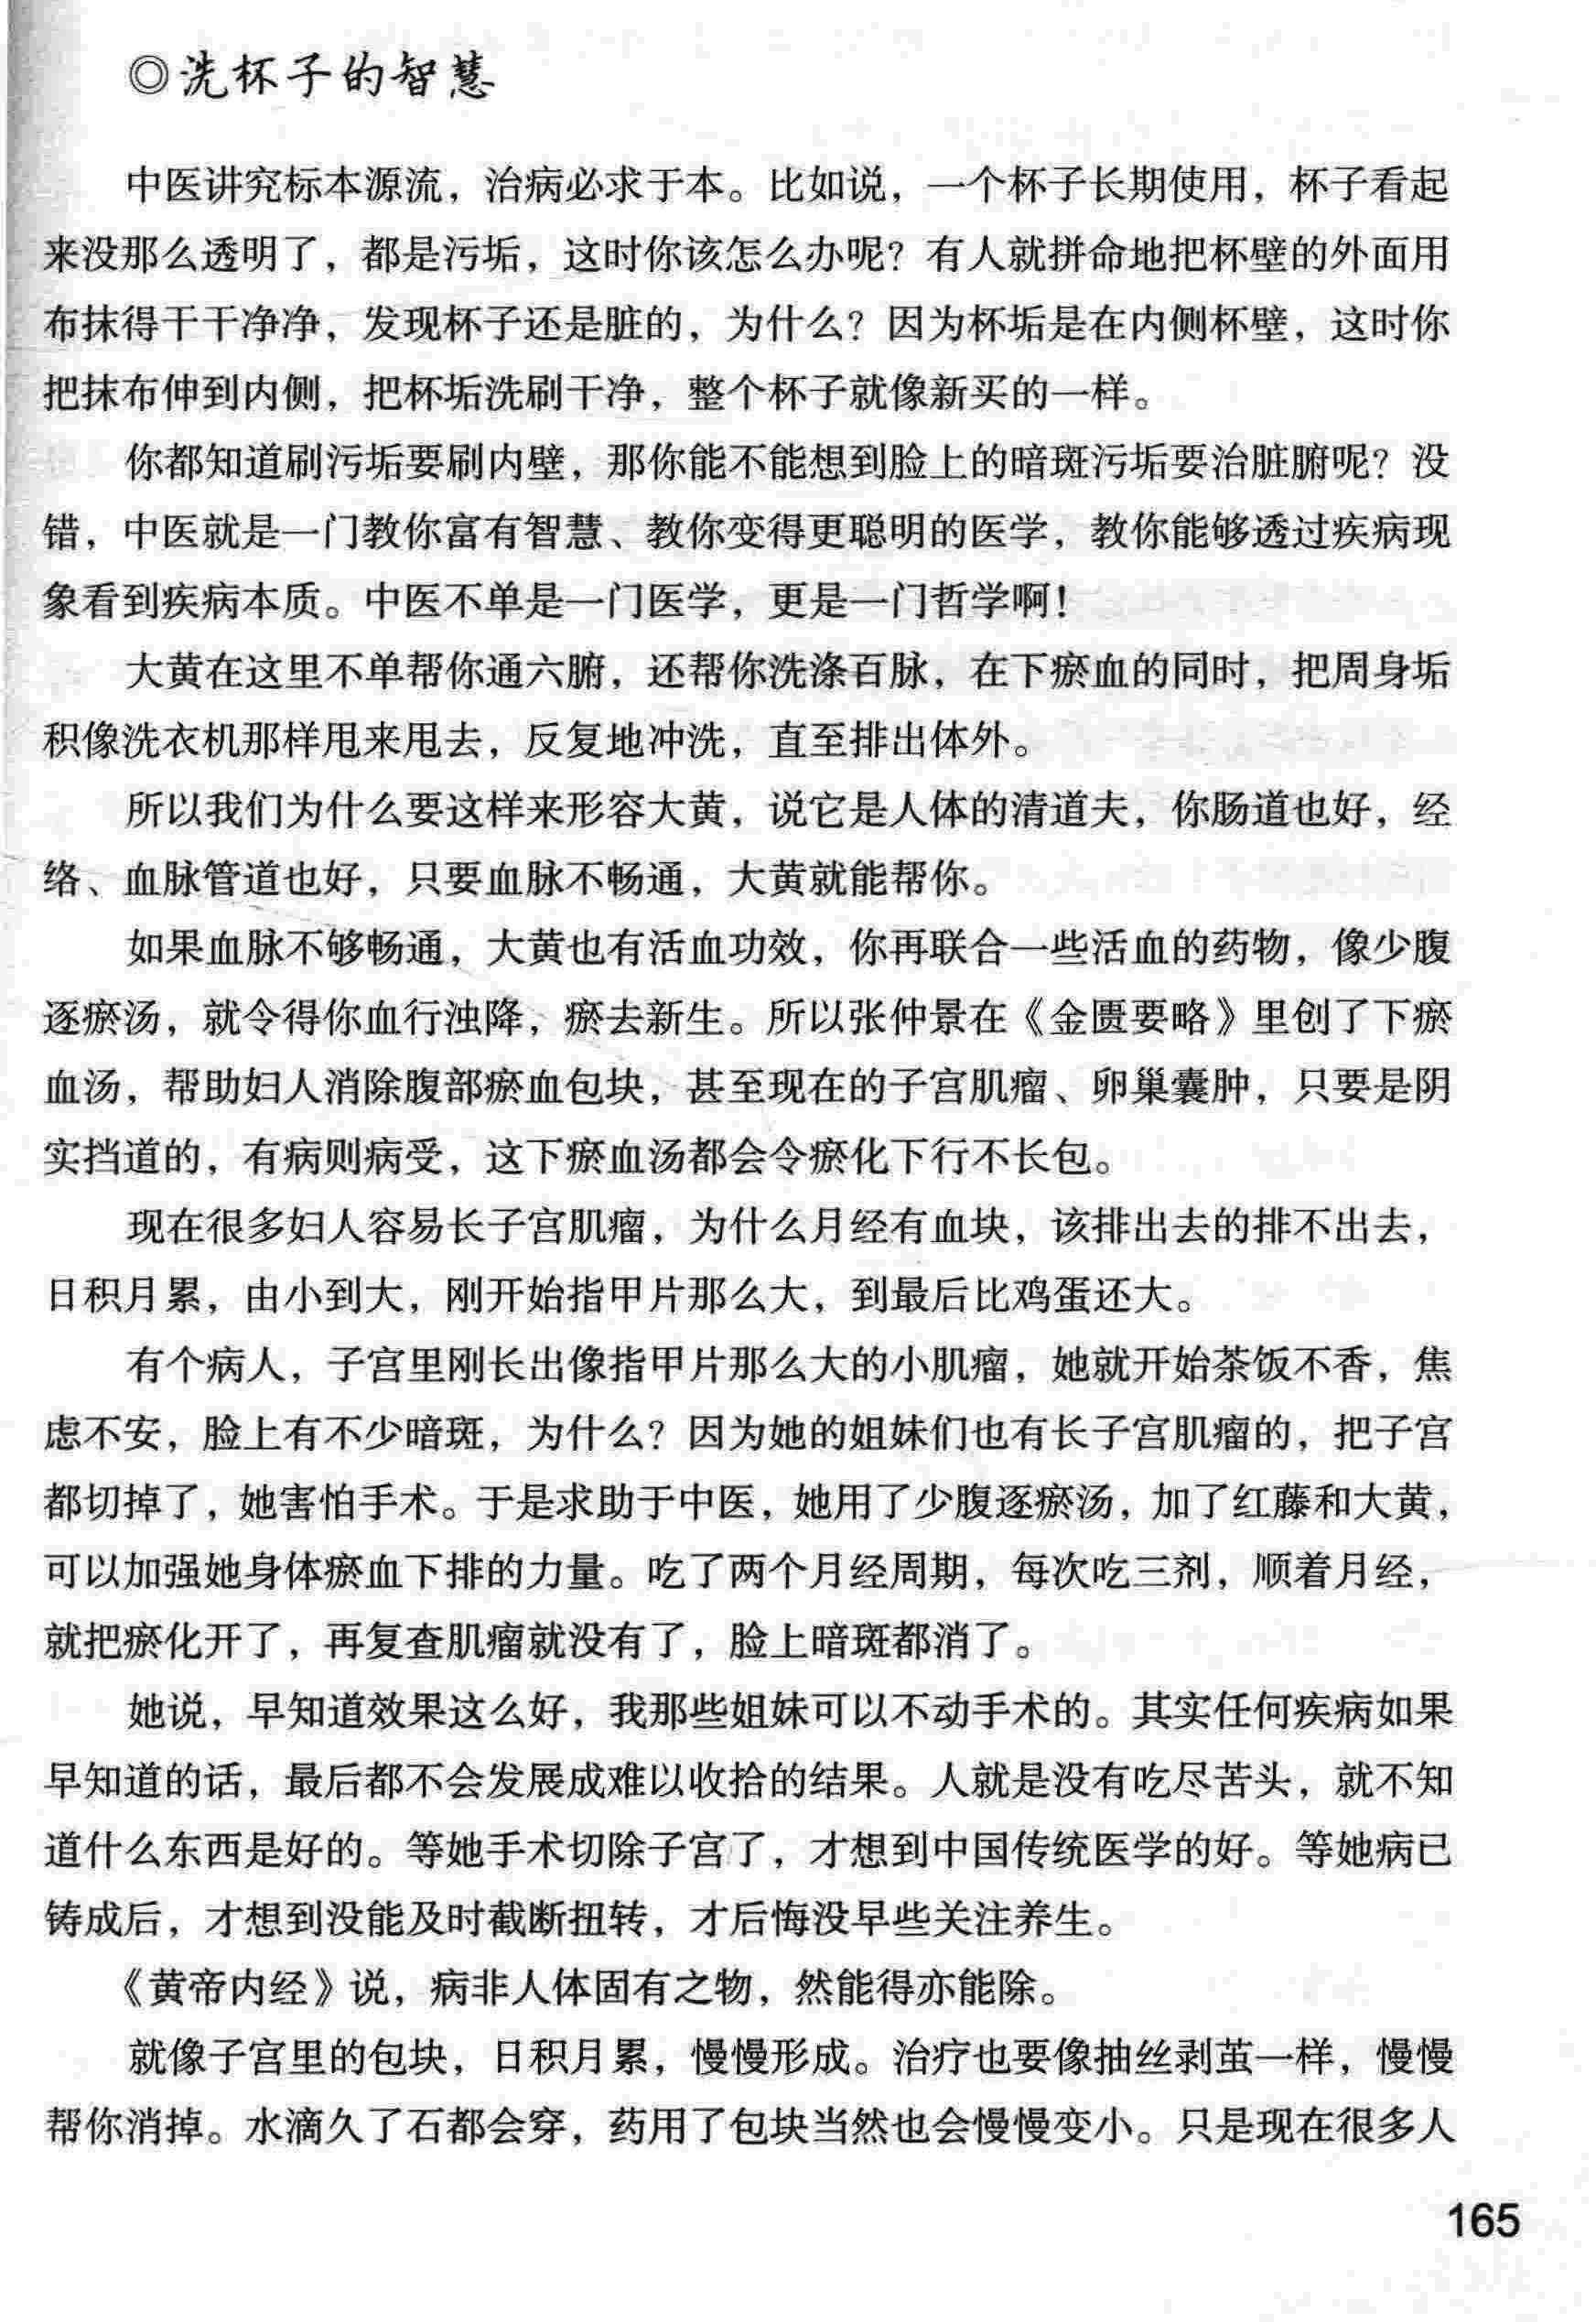 ◎洗杯子的智慧
中医讲究标本源流，治病必求于本。比如说，一个杯子长期使用，杯子看起
来没那么透明了，都是污垢，这时你该怎么办呢？有人就拼命地把杯壁的外面用
布抹得干干净净，发现杯子还是脏的，为什么？因为杯垢是在内侧杯壁，这时你
把抹布伸到内侧，把杯垢洗刷干净，整个杯子就像新买的一样。
你都知道刷污垢要刷内壁，那你能不能想到脸上的暗斑污垢要治脏腑呢？没
错，中医就是一门教你富有智慧、教你变得更聪明的医学，教你能够透过疾病现
象看到疾病本质。中医不单是一门医学，更是一门哲学啊！
大黄在这里不单帮你通六腑，还帮你洗涤百脉，在下瘀血的同时，把周身垢
积像洗衣机那样甩来甩去，反复地冲洗，直至排出体外。
所以我们为什么要这样来形容大黄，说它是人体的清道夫，你肠道也好，经
络、血脉管道也好，只要血脉不畅通，大黄就能帮你。
如果血脉不够畅通，大黄也有活血功效，你再联合一些活血的药物，像少腹
逐瘀汤，就令得你血行浊降，瘀去新生。所以张仲景在《金匮要略》里创了下瘀
血汤，帮助妇人消除腹部瘀血包块，甚至现在的子宫肌瘤、卵巢囊肿，只要是阴
实挡道的，有病则病受，这下瘀血汤都会令瘀化下行不长包。
现在很多妇人容易长子宫肌瘤，为什么月经有血块，该排出去的排不出去，
日积月累，由小到大，刚开始指甲片那么大，到最后比鸡蛋还大。
有个病人，子宫里刚长出像指甲片那么大的小肌瘤，她就开始茶饭不香，焦
虑不安，脸上有不少暗斑，为什么？因为她的姐妹们也有长子宫肌瘤的，把子宫
都切掉了，她害怕手术。于是求助于中医，她用了少腹逐瘀汤，加了红藤和大黄，
可以加强她身体瘀血下排的力量。吃了两个月经周期，每次吃三剂，顺着月经，
就把瘀化开了，再复查肌瘤就没有了，脸上暗斑都消了。
她说，早知道效果这么好，我那些姐妹可以不动手术的。其实任何疾病如果
早知道的话，最后都不会发展成难以收拾的结果。人就是没有吃尽苦头，就不知
道什么东西是好的。等她手术切除子宫了，才想到中国传统医学的好。等她病已
铸成后，才想到没能及时截断扭转，才后悔没早些关注养生。
《黄帝内经》说，病非人体固有之物，然能得亦能除。
就像子宫里的包块，日积月累，慢慢形成。治疗也要像抽丝剥茧一样，慢慢
帮你消掉。水滴久了石都会穿，药用了包块当然也会慢慢变小。只是现在很多人
165